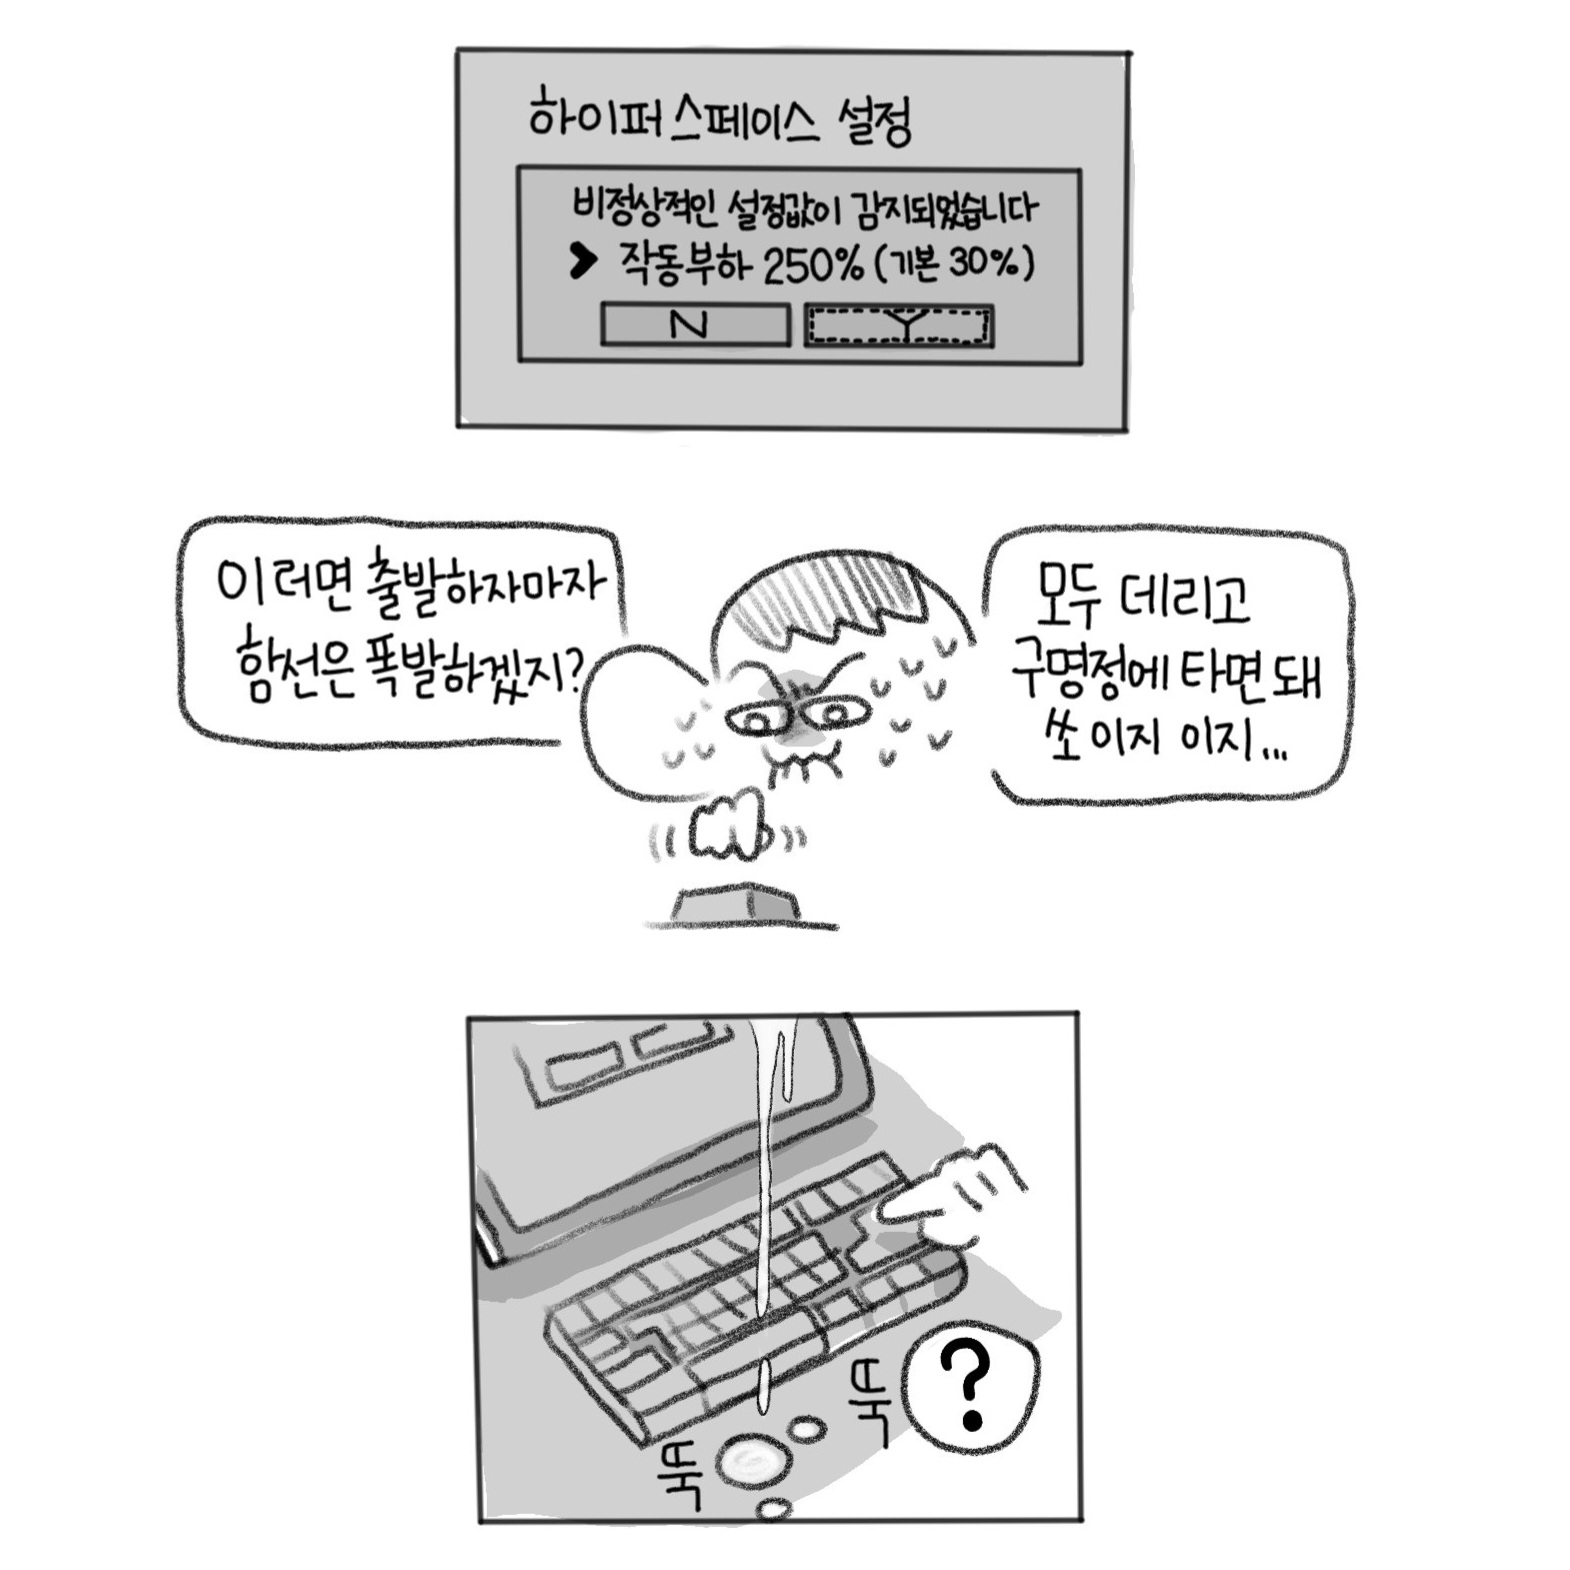 하이퍼스페이스 설정
비정상적인 설정값이 감지되었습니다
> 작동부하 250% (기본 30%)
N
Y
이러면 출발하자마자
함선은 폭발하겠지?
모두 데리고
구명정에 타면 돼
쏘 이지 이지...
뚝
뚝
?